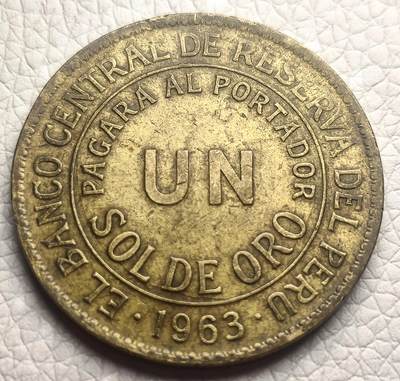 EL BANCO CENTRAL DE RESERVA DEL PERU
PAGARA AL PORTADOR
UN
SOL DE ORO
· 1963 ·